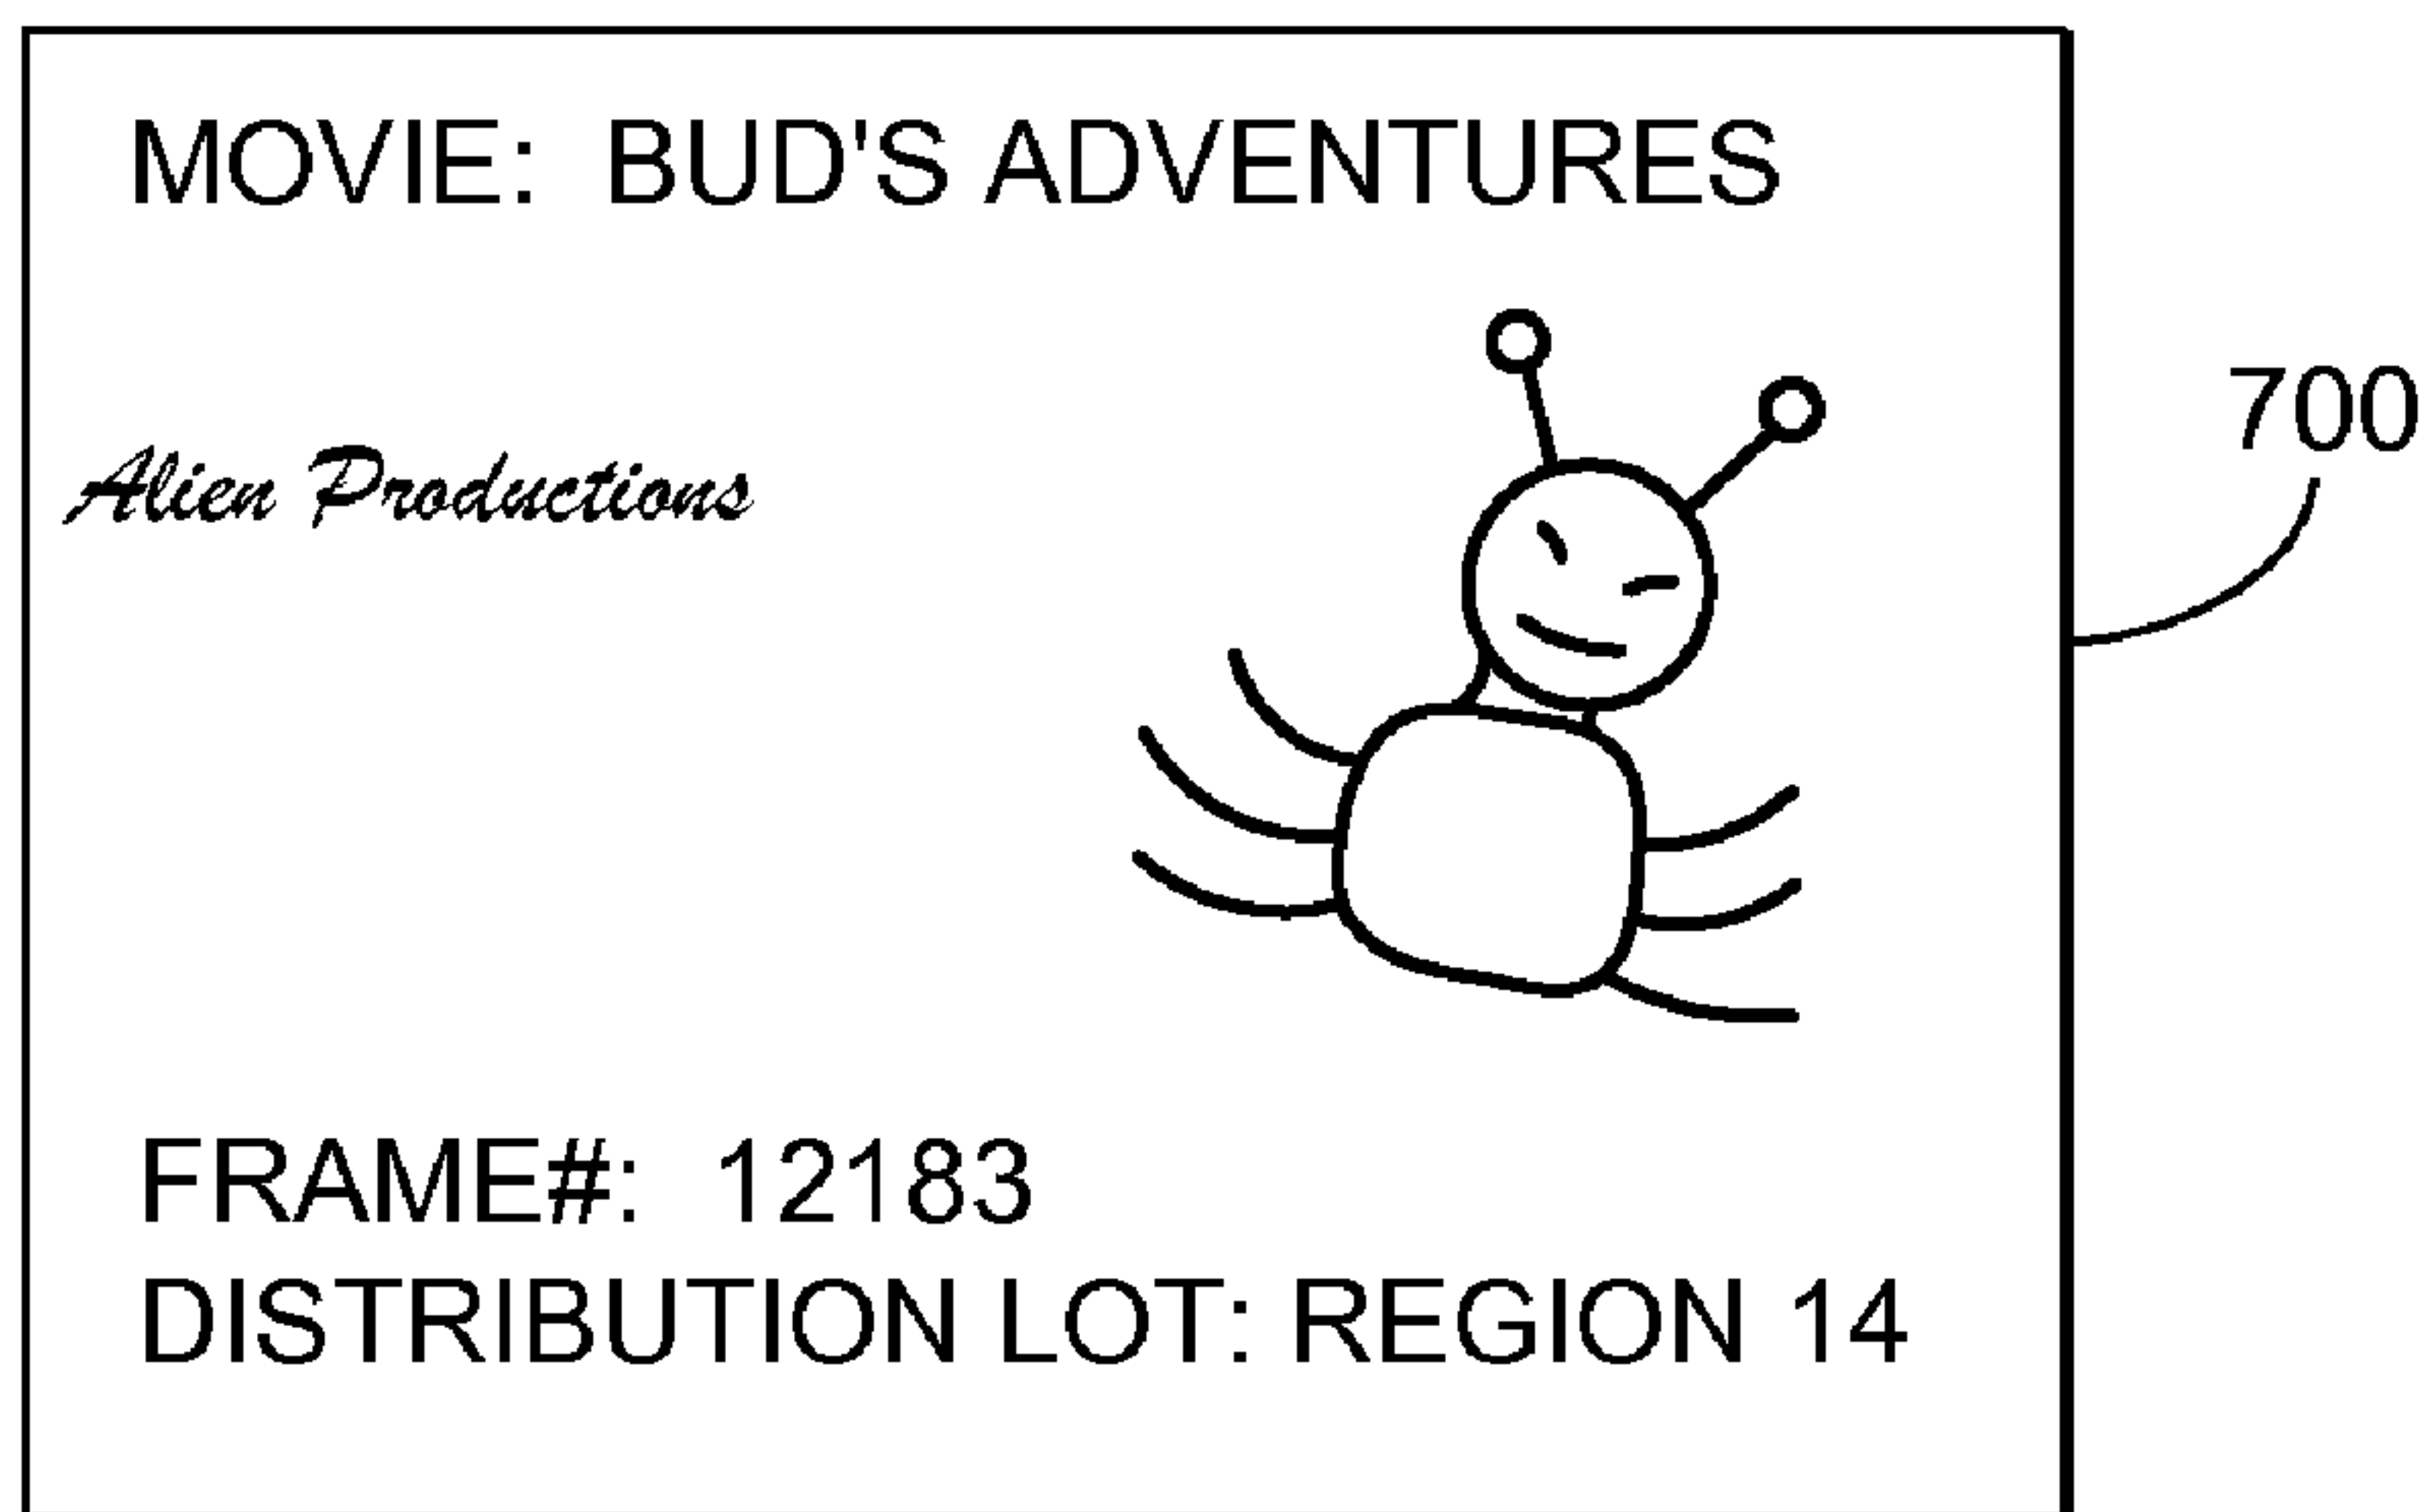 MOVIE: BUD'S ADVENTURES
700
Alien Productions
FRAME#: 12183
DISTRIBUTION LOT: REGION 14